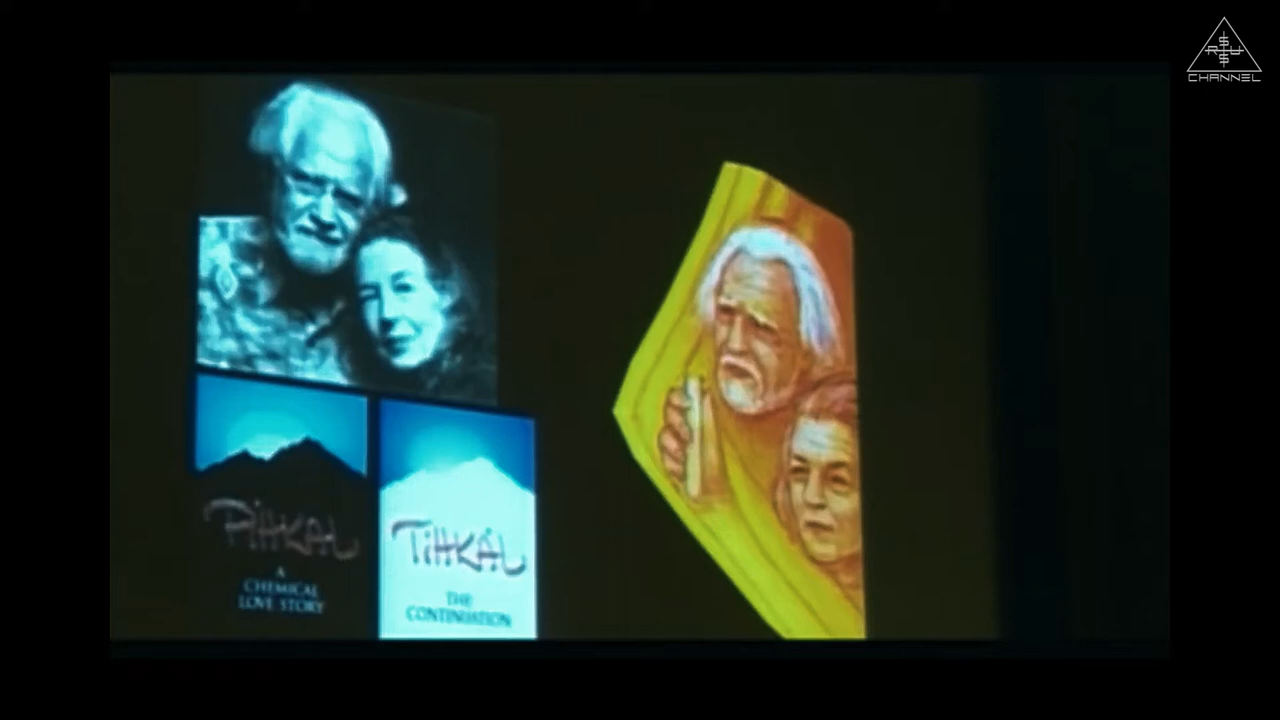 R$U
$
CHANNEL
PiHKAL
A
CHEMICAL
LOVE STORY
TiHKAL
THE
CONTINUATION